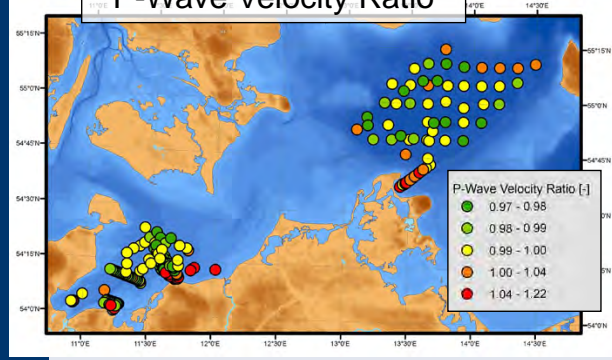 P-Wave Velocity Ratio
14°0'E 14°30'E
55°15'N 55°15'N
55°0'N 55°0'N
54°45'N 54°45'N
54°30'N
54°15'N
54°0'N 54°0'N
P-Wave Velocity Ratio [-]
0.97 - 0.98
0.98 - 0.99
0.99 - 1.00
1.00 - 1.04
1.04 - 1.22
11°0'E 11°30'E 12°0'E 12°30'E 13°0'E 13°30'E 14°0'E 14°30'E